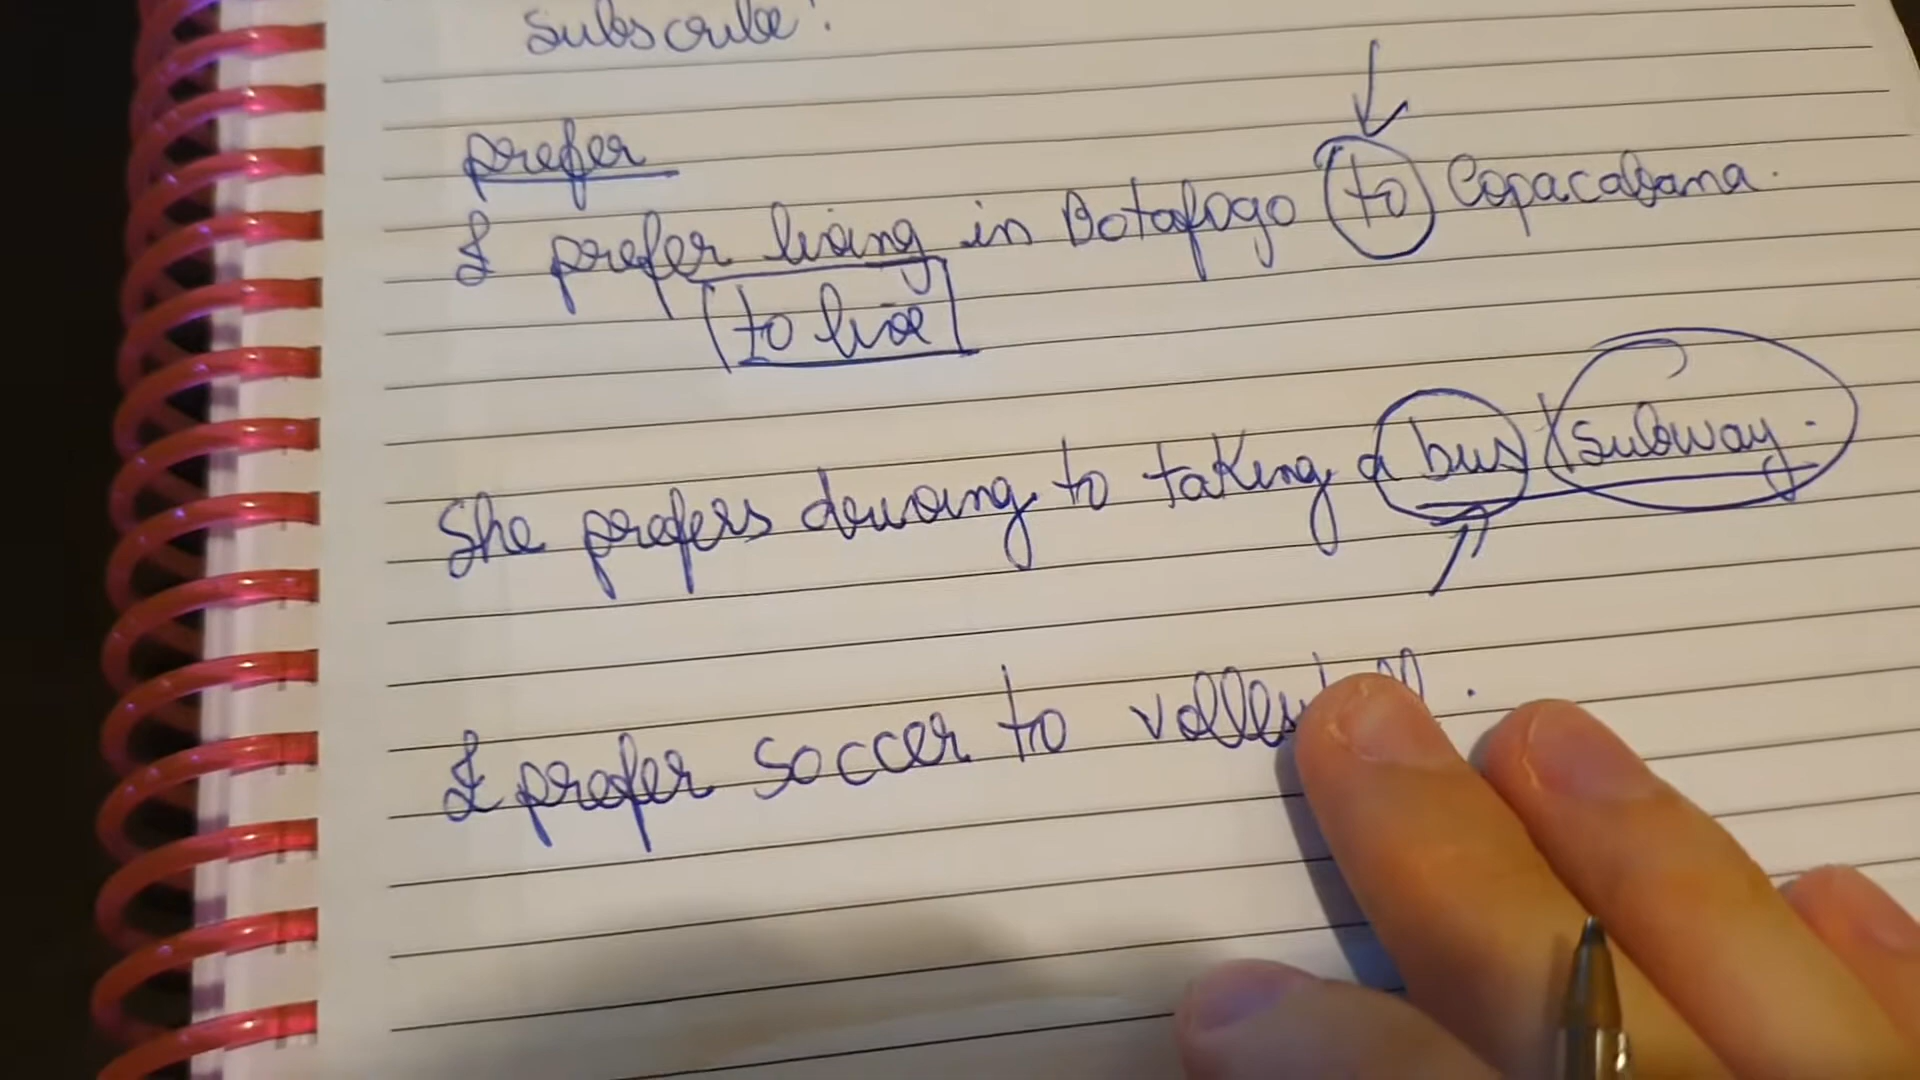 Subscribe!
prefer
I prefer living in Botafogo to Copacabana.
to live
She prefers driving to taking a bus/subway.
I prefer soccer to